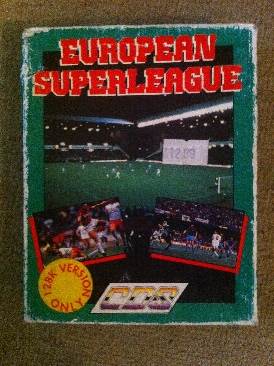 EUROPEAN
SUPERLEAGUE
128K VERSION
ONLY
CDS